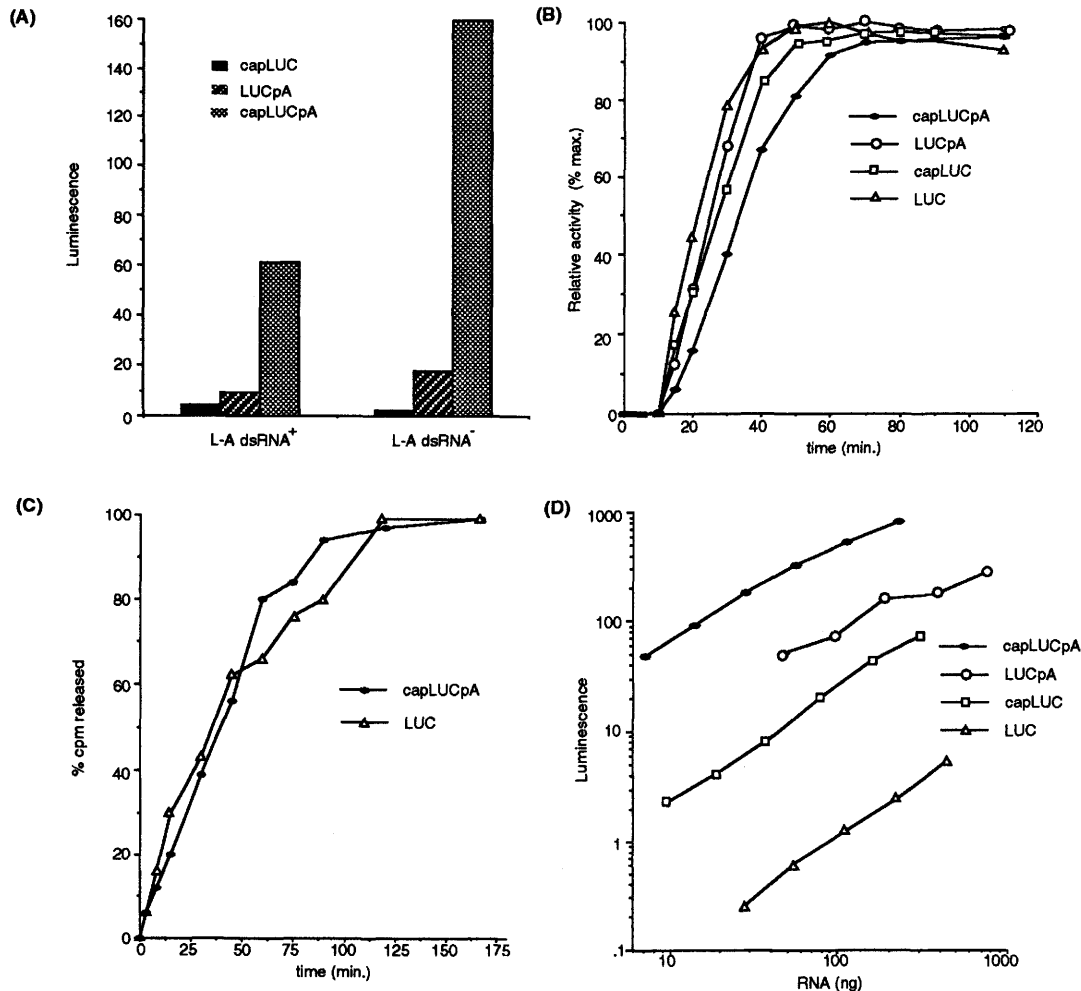 (A)
Luminescence
160
140
120
100
80
60
40
20
0
capLUC
LUCpA
capLUCpA
L-A dsRNA+
L-A dsRNA-
(B)
Relative activity (% max.)
100
80
60
40
20
0
0 20 40 60 80 100 120
time (min.)
capLUCpA
LUCpA
capLUC
LUC
(C)
% cpm released
100
80
60
40
20
0
0 25 50 75 100 125 150 175
time (min.)
capLUCpA
LUC
(D)
Luminescence
1000
100
10
1
.1
10 100 1000
RNA (ng)
capLUCpA
LUCpA
capLUC
LUC